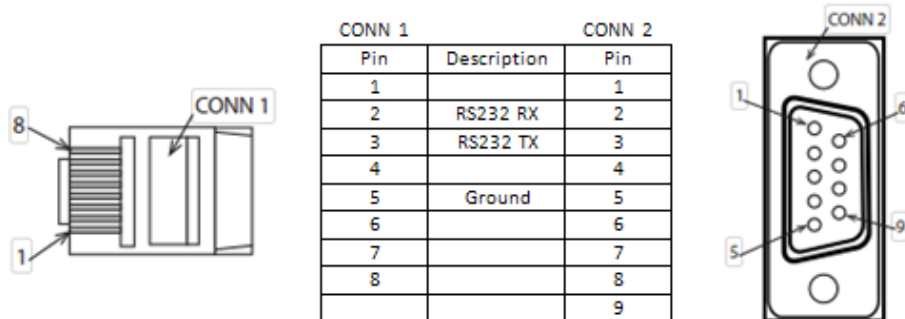 CONN 1 CONN 2
Pin Description Pin
1 1
2 RS232 RX 2
3 RS232 TX 3
4 4
5 Ground 5
6 6
7 7
8 8
9
8
CONN 1
1
CONN 2
1
6
5
9